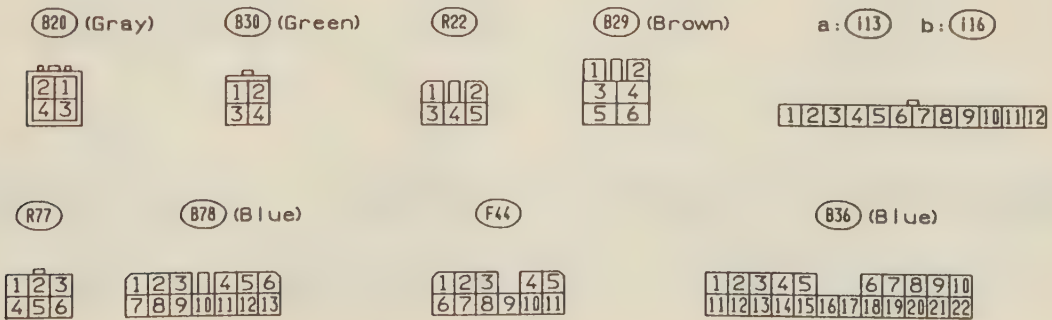 B20 (Gray) B30 (Green) R22 B29 (Brown) a: i13 b: i16
2 1 1 2 1 2 1 2
4 3 3 4 3 4 5 3 4
5 6
1 2 3 4 5 6 7 8 9 10 11 12
R77 B78 (Blue) F44 B36 (Blue)
1 2 3 1 2 3 4 5 6 1 2 3 4 5 1 2 3 4 5 6 7 8 9 10
4 5 6 7 8 9 10 11 12 13 6 7 8 9 10 11 11 12 13 14 15 16 17 18 19 20 21 22